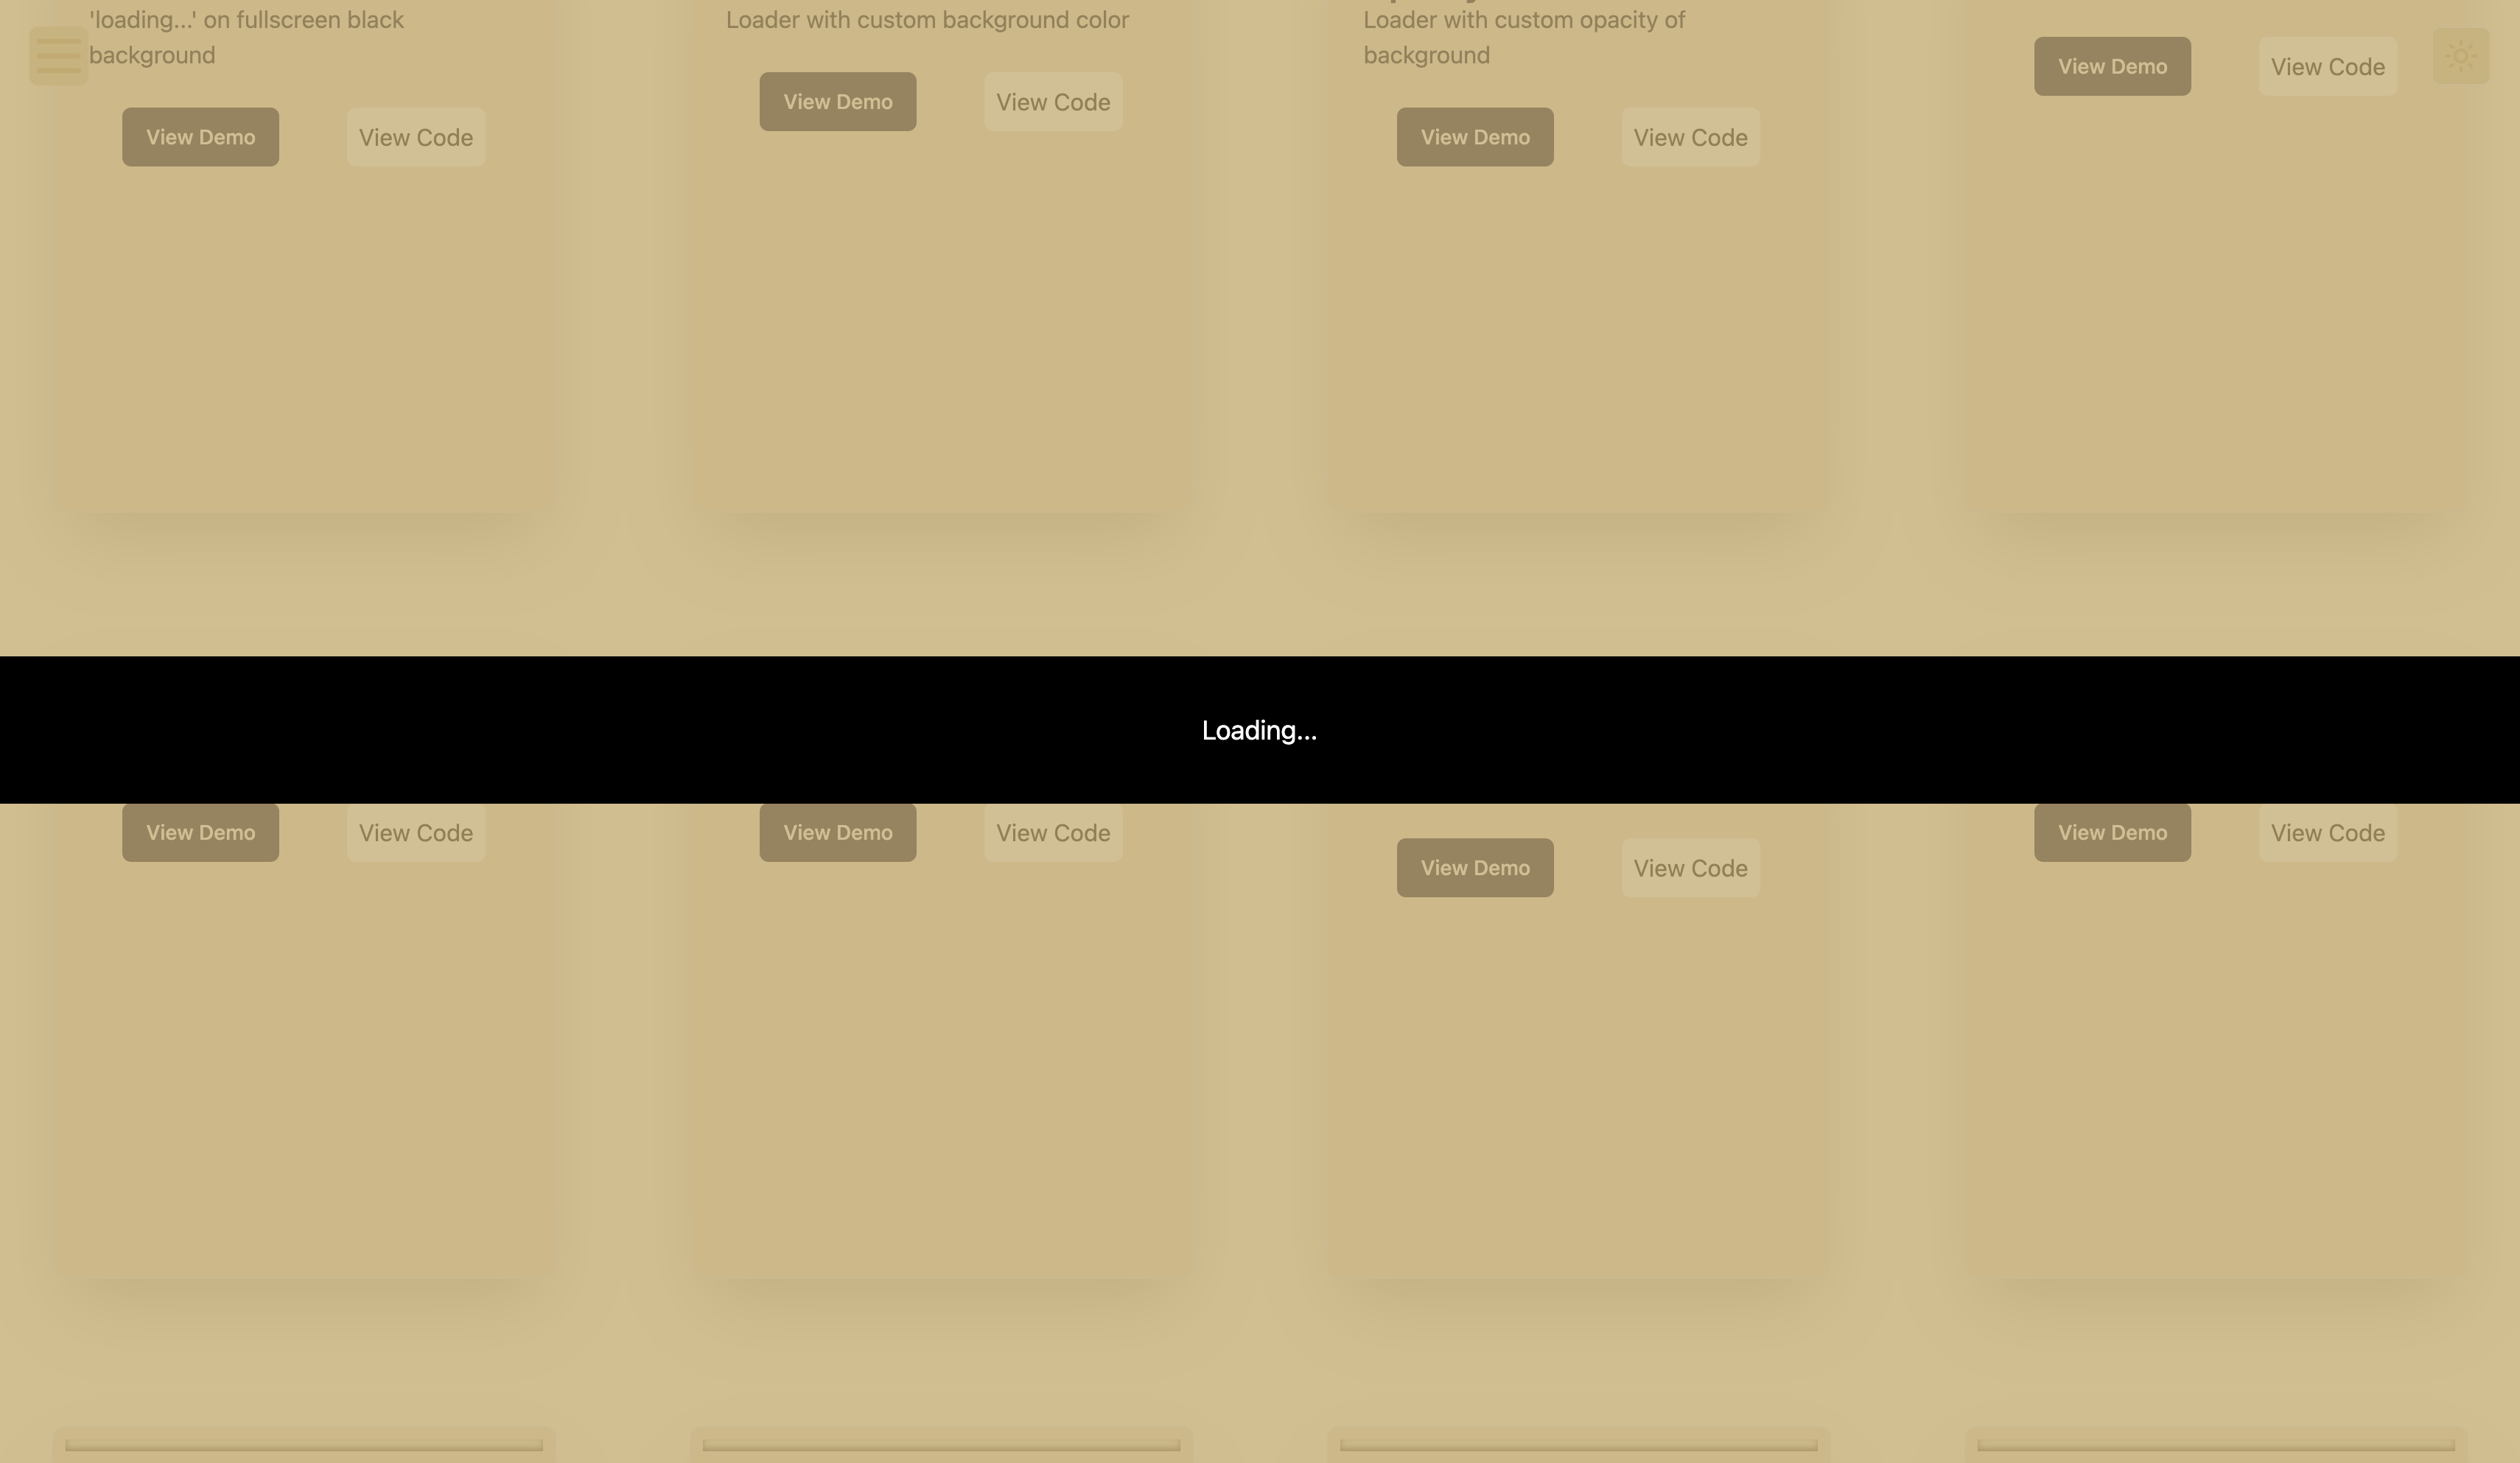 'loading...' on fullscreen black
background
View Demo
View Code
Loader with custom background color
View Demo
View Code
Loader with custom opacity of
background
View Demo
View Code
View Demo
View Code
Loading...
View Demo
View Code
View Demo
View Code
View Demo
View Code
View Demo
View Code